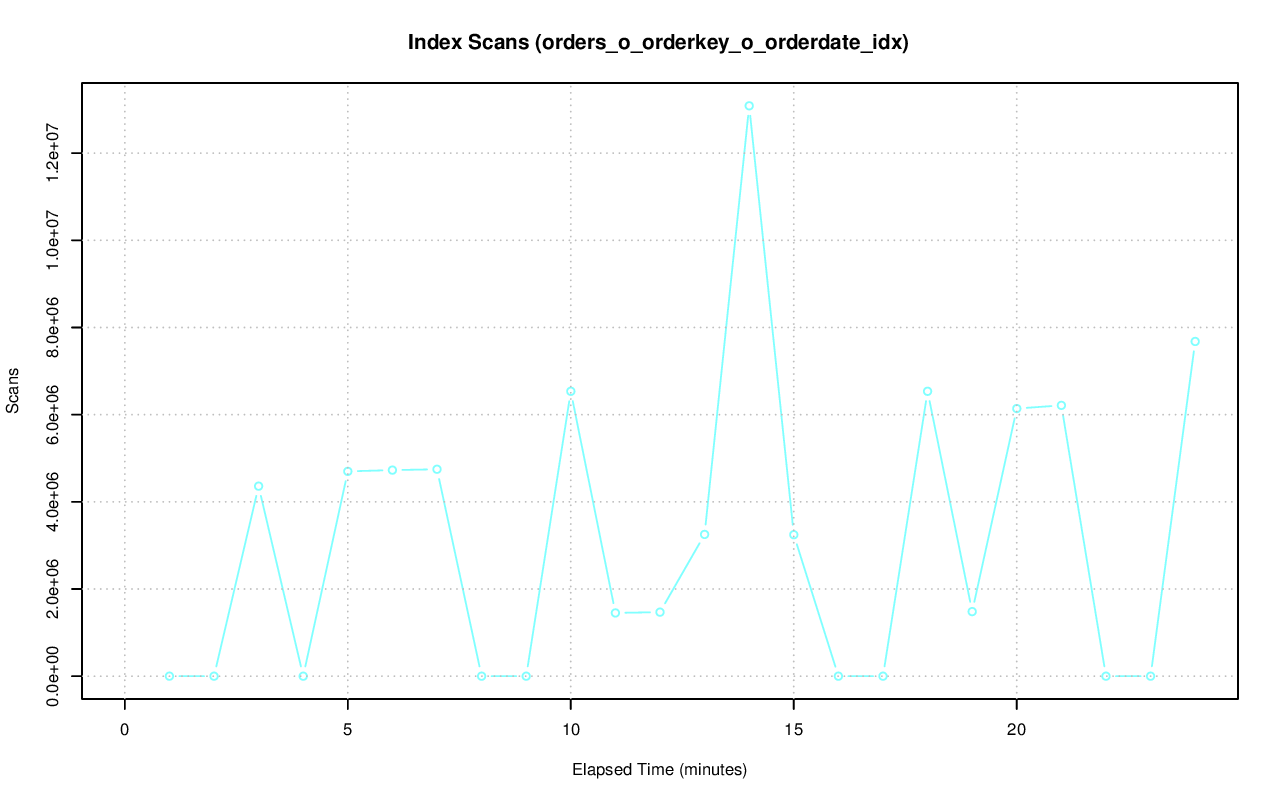 Index Scans (orders_o_orderkey_o_orderdate_idx)
Scans
1.2e+07
1.0e+07
8.0e+06
6.0e+06
4.0e+06
2.0e+06
0.0e+00
0 5 10 15 20
Elapsed Time (minutes)